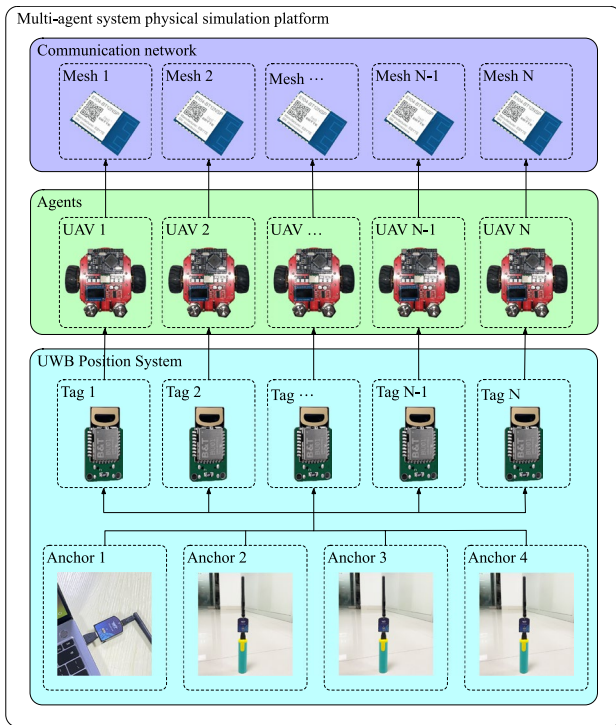 Multi-agent system physical simulation platform
Communication network
Mesh 1
Mesh 2
Mesh ⋯
Mesh N-1
Mesh N
Agents
UAV 1
UAV 2
UAV ...
UAV N-1
UAV N
UWB Position System
Tag 1
Tag 2
Tag ⋯
Tag N-1
Tag N
B&T
B&T
B&T
B&T
B&T
Anchor 1
Anchor 2
Anchor 3
Anchor 4